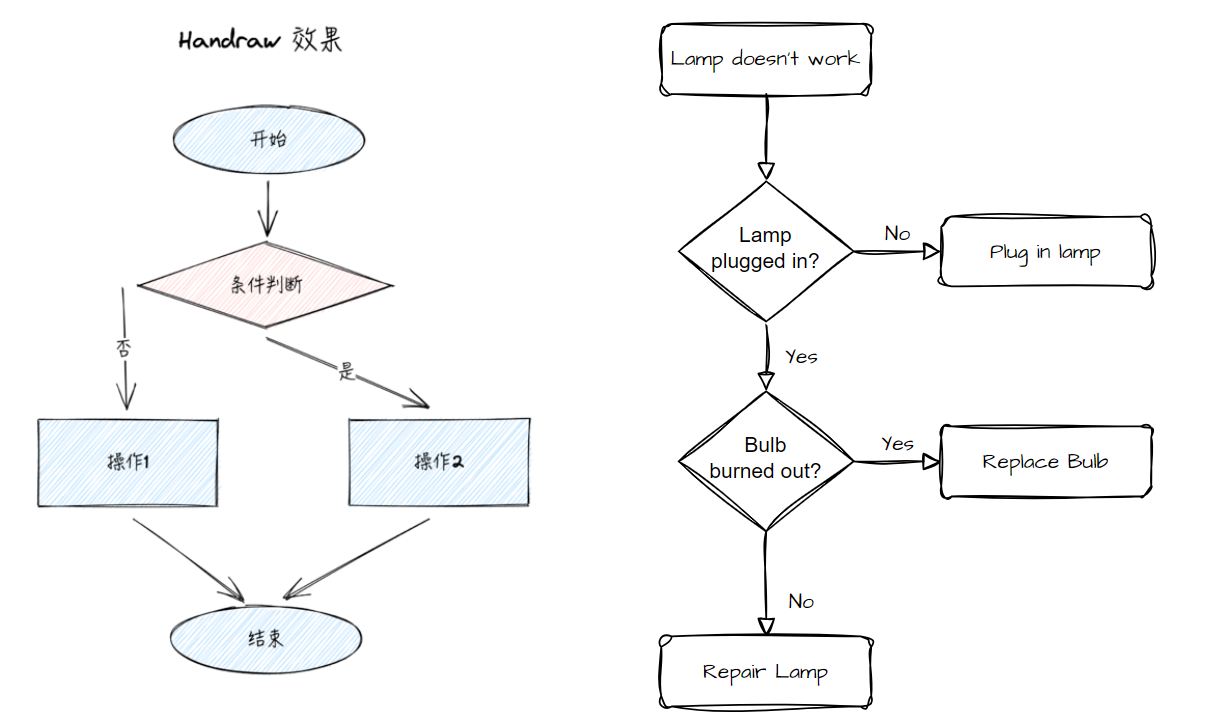 Handraw 效果
开始
条件判断
否
是
操作1
操作2
结束
Lamp doesn't work
Lamp
plugged in?
No
Plug in lamp
Yes
Bulb
burned out?
Yes
Replace Bulb
No
Repair Lamp